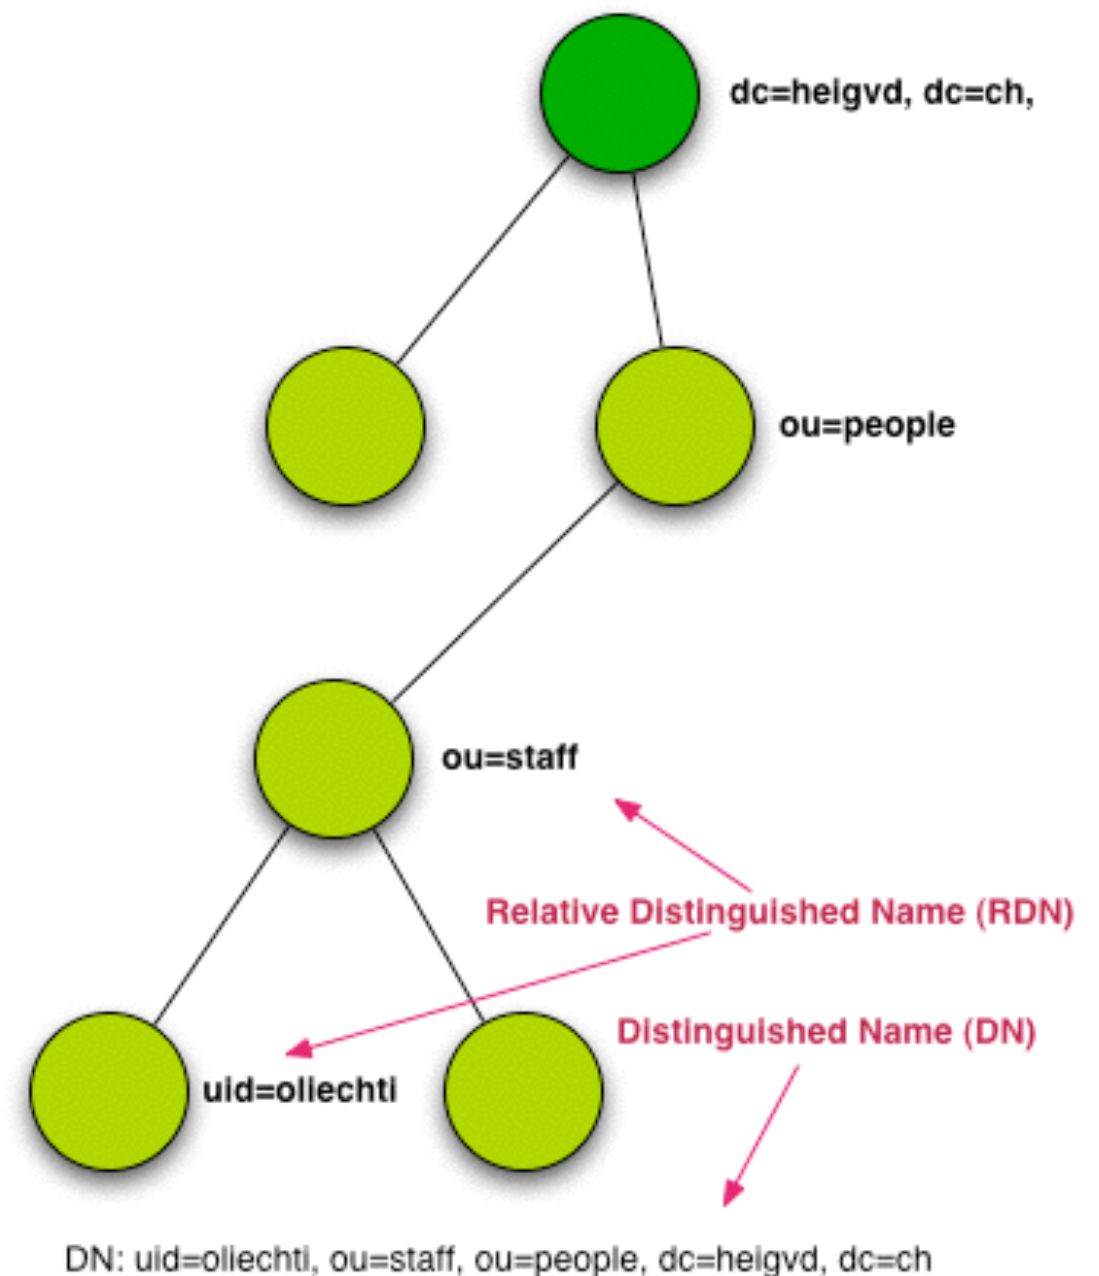 dc=heigvd, dc=ch,
ou=people
ou=staff
Relative Distinguished Name (RDN)
Distinguished Name (DN)
uid=oliechti
DN: uid=oliechti, ou=staff, ou=people, dc=heigvd, dc=ch